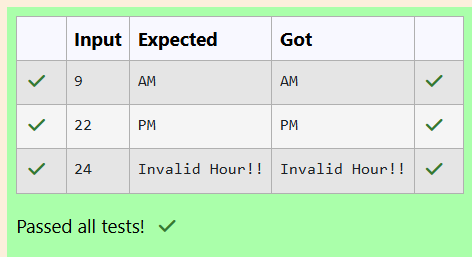 Input Expected Got
9 AM AM
22 PM PM
24 Invalid Hour!! Invalid Hour!!
Passed all tests!